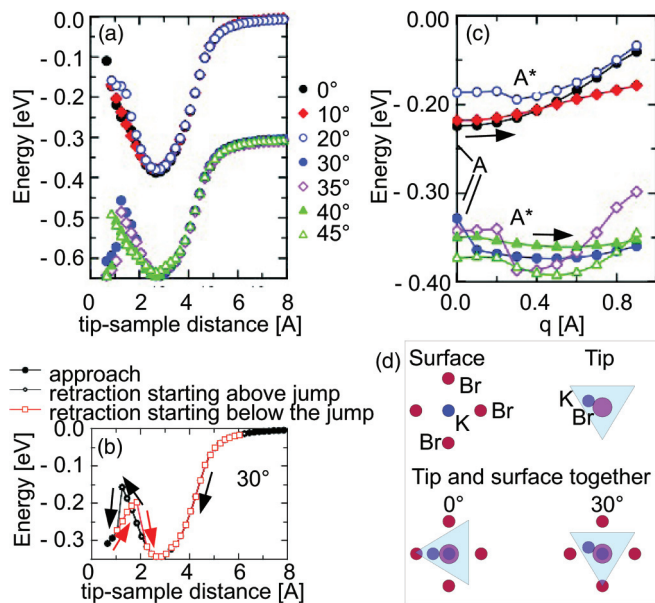 (a)
0.0
- 0.1
- 0.2
- 0.3
- 0.4
- 0.5
- 0.6
Energy [eV]
0 2 4 6 8
tip-sample distance [A]
0°
10°
20°
30°
35°
40°
45°
(c)
0.00
- 0.20
- 0.30
- 0.40
Energy [eV]
A*
A
A*
0.0 0.2 0.4 0.6 0.8
q [A]
approach
retraction starting above jump
retraction starting below the jump
(b)
0.0
- 0.1
- 0.2
- 0.3
Energy [eV]
30°
0 2 4 6 8
tip-sample distance [A]
(d)
Surface
Tip
Br
K
Br
Br
K
Br
Tip and surface together
0° 30°